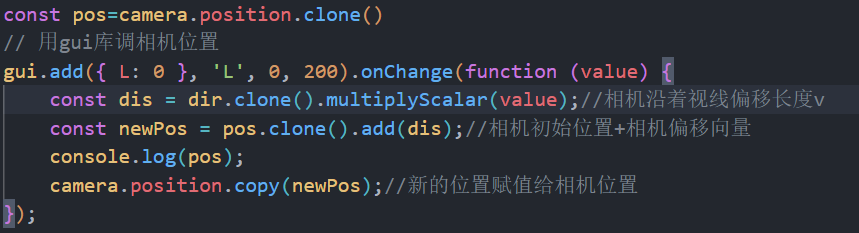 const pos=camera.position.clone()
// 用gui库调相机位置
gui.add({ L: 0 }, 'L', 0, 200).onChange(function (value) {
    const dis = dir.clone().multiplyScalar(value);//相机沿着视线偏移长度v
    const newPos = pos.clone().add(dis);//相机初始位置+相机偏移向量
    console.log(pos);
    camera.position.copy(newPos);//新的位置赋值给相机位置
});